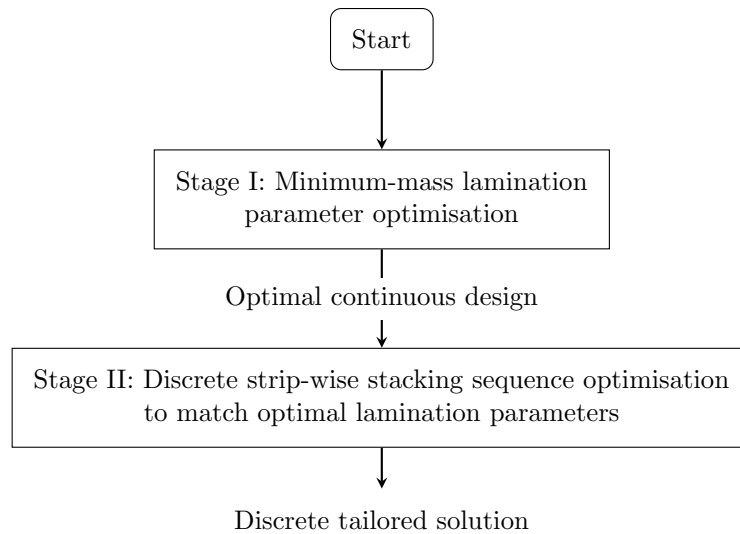 Start
Stage I: Minimum-mass lamination
parameter optimisation
Optimal continuous design
Stage II: Discrete strip-wise stacking sequence optimisation
to match optimal lamination parameters
Discrete tailored solution